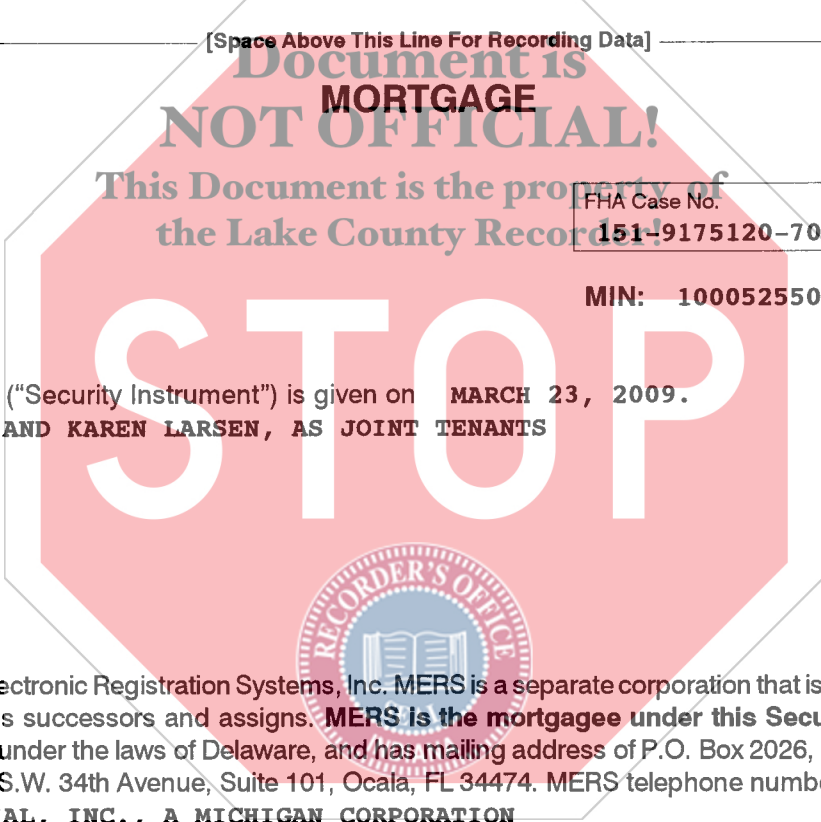 [Space Above This Line For Recording Data]
Document is
MORTGAGE
NOT OFFICIAL!
This Document is the property of
the Lake County Recorder!
FHA Case No.
151-9175120-70
MIN: 100052550
STOP
("Security Instrument") is given on MARCH 23, 2009.
AND KAREN LARSEN, AS JOINT TENANTS
RECORDER'S OFFICE
ectronic Registration Systems, Inc. MERS is a separate corporation that is
s successors and assigns. MERS is the mortgagee under this Secu
under the laws of Delaware, and has mailing address of P.O. Box 2026,
S.W. 34th Avenue, Suite 101, Ocala, FL 34474. MERS telephone numb
AL, INC., A MICHIGAN CORPORATION